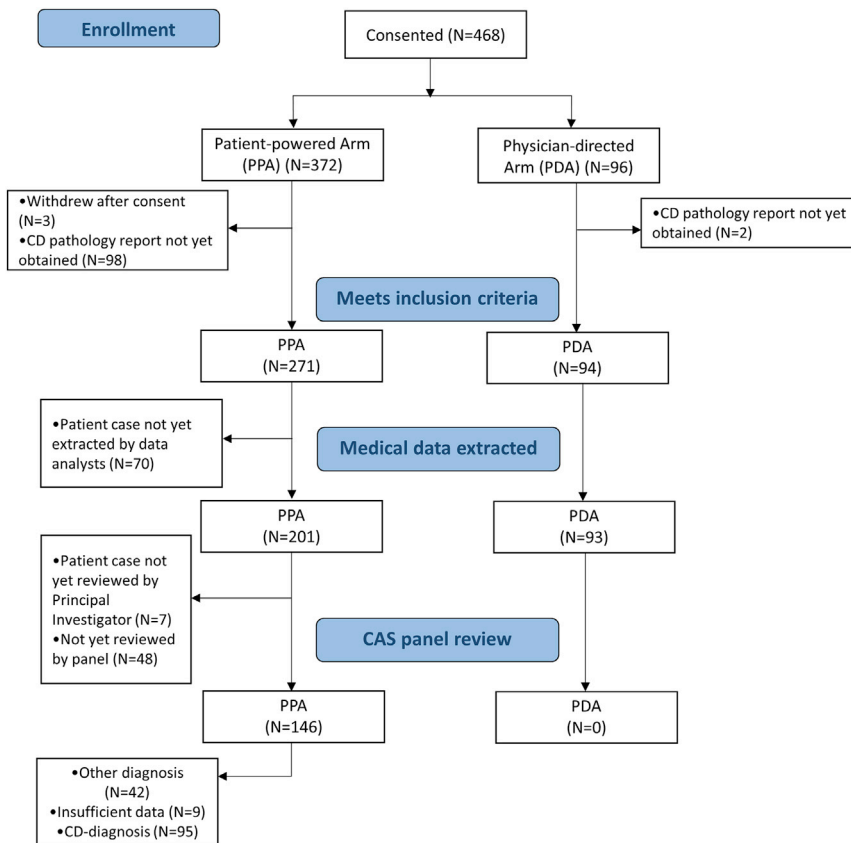 Enrollment
Consented (N=468)
Patient-powered Arm
(PPA) (N=372)
Physician-directed
Arm (PDA) (N=96)
•Withdrew after consent
(N=3)
•CD pathology report not yet
obtained (N=98)
•CD pathology report not yet
obtained (N=2)
Meets inclusion criteria
PPA
(N=271)
PDA
(N=94)
•Patient case not yet
extracted by data
analysts (N=70)
Medical data extracted
PPA
(N=201)
PDA
(N=93)
•Patient case not
yet reviewed by
Principal
Investigator (N=7)
•Not yet reviewed
by panel (N=48)
CAS panel review
PPA
(N=146)
PDA
(N=0)
•Other diagnosis
(N=42)
•Insufficient data (N=9)
•CD-diagnosis (N=95)